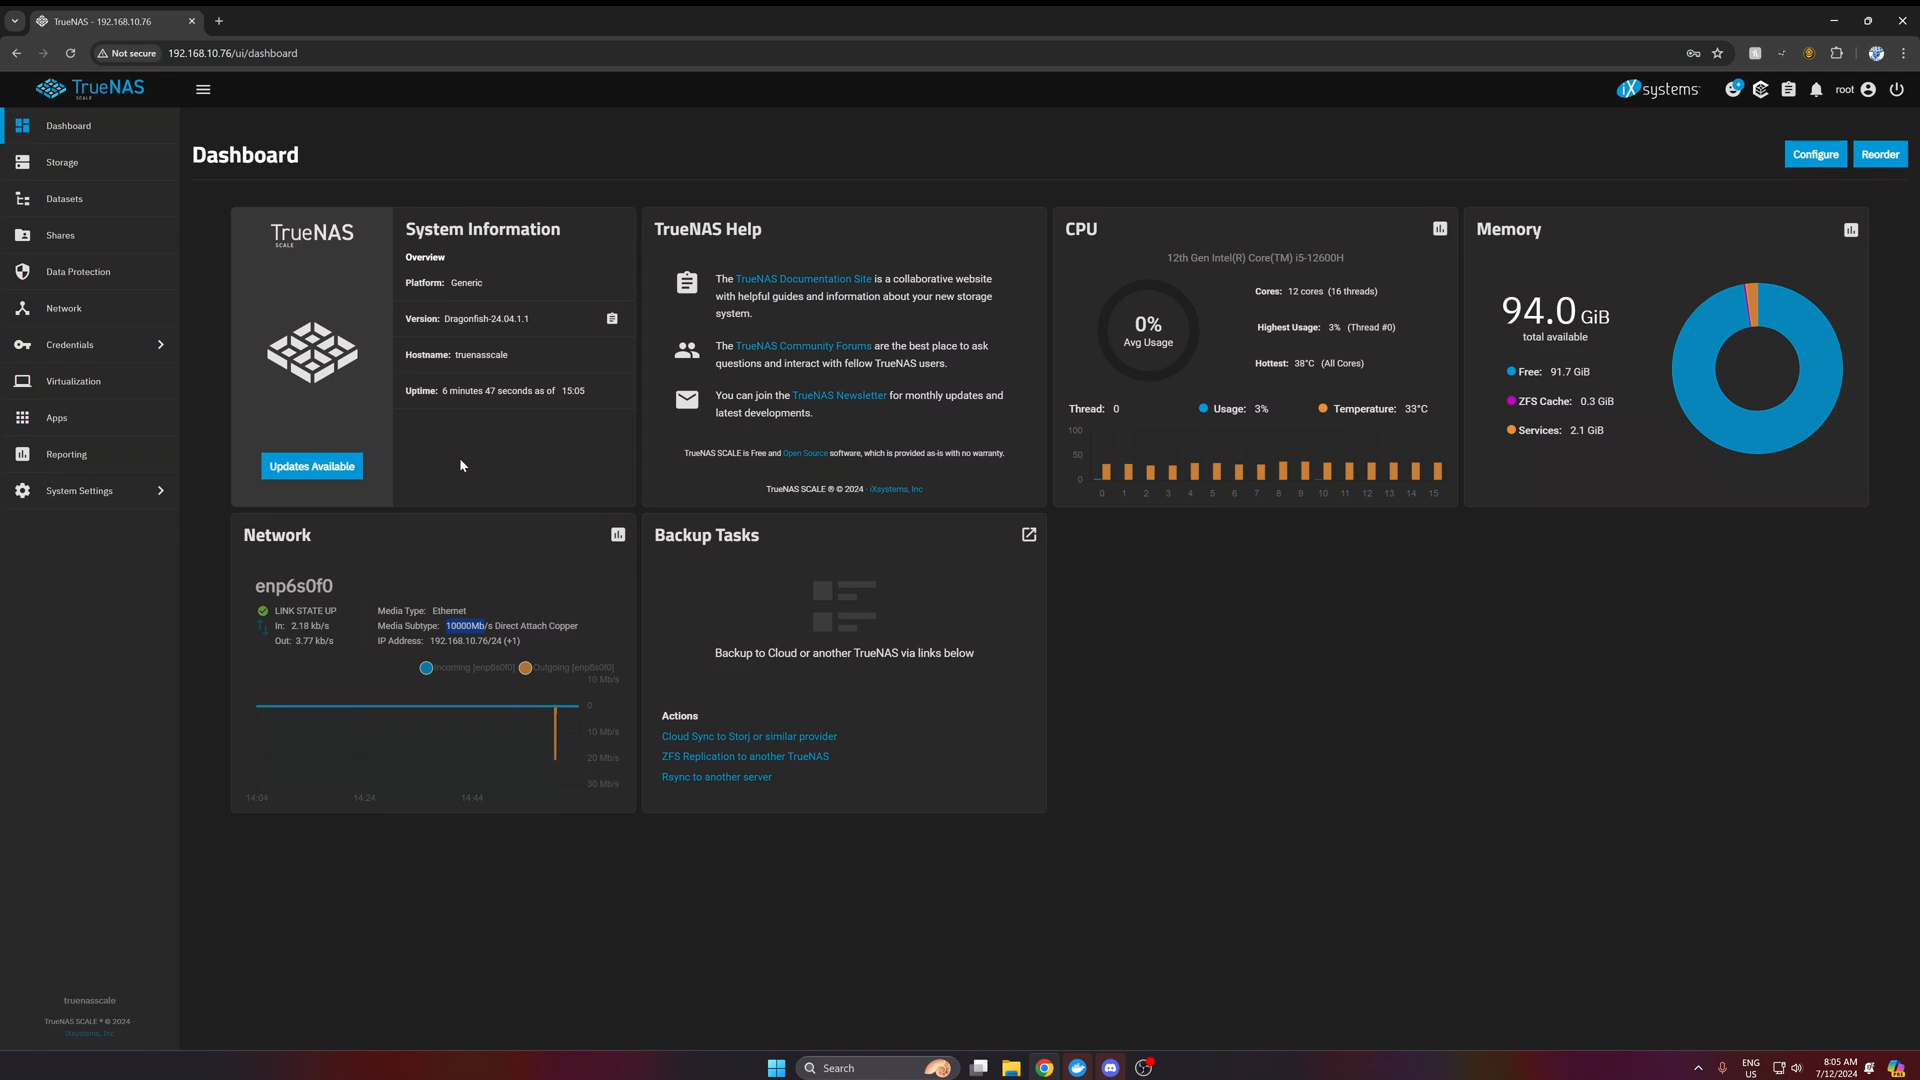 TrueNAS - 192.168.10.76
Not secure
192.168.10.76/ui/dashboard
TrueNAS
SCALE
iXsystems
root
Dashboard
Storage
Datasets
Shares
Data Protection
Network
Credentials
Virtualization
Apps
Reporting
System Settings
truenasscale
TrueNAS SCALE ® © 2024
iXsystems, Inc
Dashboard
Configure
Reorder
TrueNAS
SCALE
Updates Available
System Information
Overview
Platform: Generic
Version: Dragonfish-24.04.1.1
Hostname: truenasscale
Uptime: 6 minutes 47 seconds as of 15:05
TrueNAS Help
The TrueNAS Documentation Site is a collaborative website
with helpful guides and information about your new storage
system.
The TrueNAS Community Forums are the best place to ask
questions and interact with fellow TrueNAS users.
You can join the TrueNAS Newsletter for monthly updates and
latest developments.
TrueNAS SCALE is Free and Open Source software, which is provided as-is with no warranty.
TrueNAS SCALE ® © 2024 - iXsystems, Inc
CPU
12th Gen Intel(R) Core(TM) i5-12600H
0%
Avg Usage
Cores: 12 cores (16 threads)
Highest Usage: 3% (Thread #0)
Hottest: 38°C (All Cores)
Thread: 0
Usage: 3%
Temperature: 33°C
100
50
0
0 1 2 3 4 5 6 7 8 9 10 11 12 13 14 15
Memory
94.0 GiB
total available
Free: 91.7 GiB
ZFS Cache: 0.3 GiB
Services: 2.1 GiB
Network
enp6s0f0
LINK STATE UP
In: 2.18 kb/s
Out: 3.77 kb/s
Media Type: Ethernet
Media Subtype: 10000Mb/s Direct Attach Copper
IP Address: 192.168.10.76/24 (+1)
Incoming [enp6s0f0]
Outgoing [enp6s0f0]
10 Mb/s
0
10 Mb/s
20 Mb/s
30 Mb/s
14:04 14:24 14:44
Backup Tasks
Backup to Cloud or another TrueNAS via links below
Actions
Cloud Sync to Storj or similar provider
ZFS Replication to another TrueNAS
Rsync to another server
Search
ENG
US
8:05 AM
7/12/2024